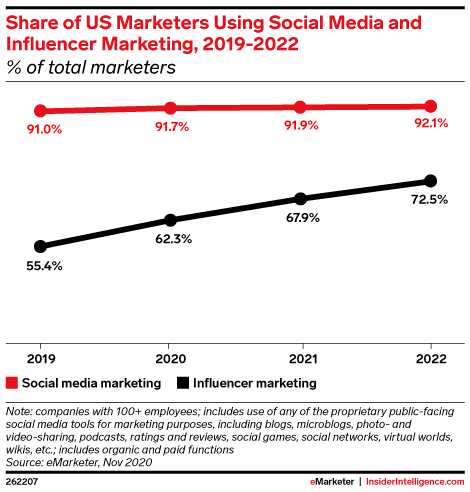 Share of US Marketers Using Social Media and
Influencer Marketing, 2019-2022
% of total marketers
91.0% 91.7% 91.9% 92.1%
55.4% 62.3% 67.9% 72.5%
2019 2020 2021 2022
Social media marketing Influencer marketing
Note: companies with 100+ employees; includes use of any of the proprietary public-facing
social media tools for marketing purposes, including blogs, microblogs, photo- and
video-sharing, podcasts, ratings and reviews, social games, social networks, virtual worlds,
wikis, etc.; includes organic and paid functions
Source: eMarketer, Nov 2020
262207 eMarketer | InsiderIntelligence.com